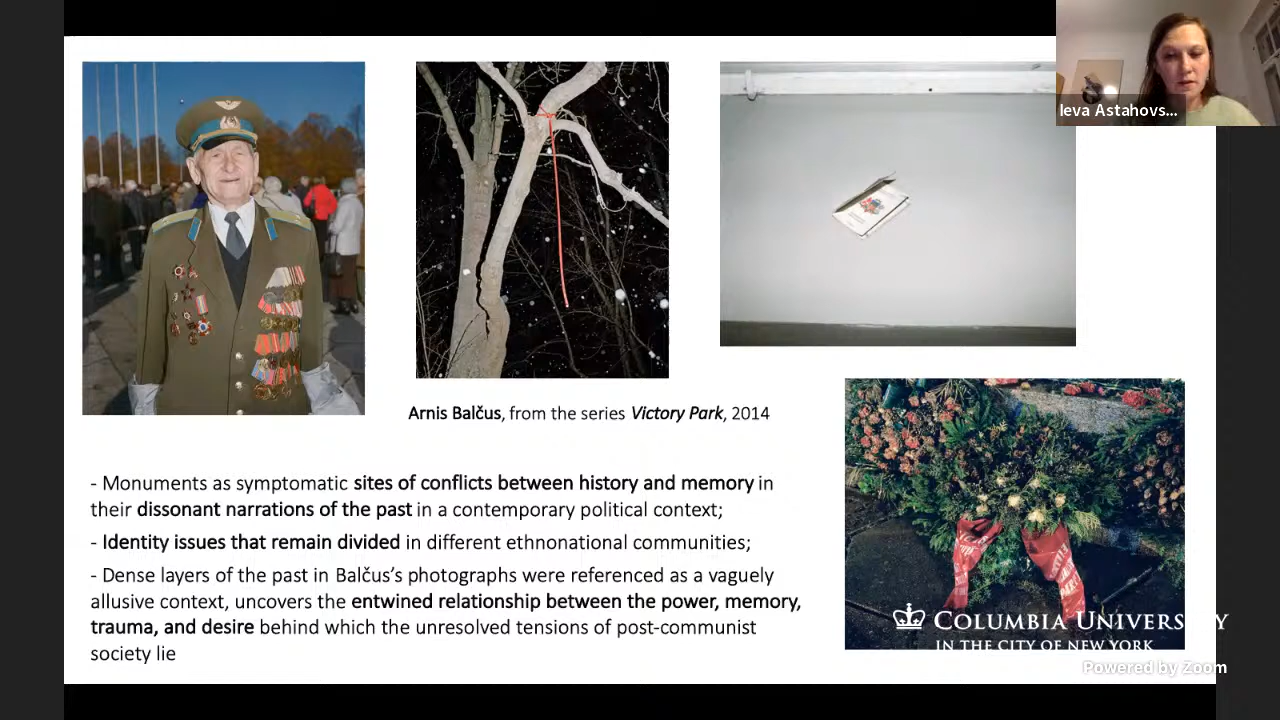 Ieva Astahovs...
Arnis Balčus, from the series Victory Park, 2014
- Monuments as symptomatic sites of conflicts between history and memory in
their dissonant narrations of the past in a contemporary political context;
- Identity issues that remain divided in different ethnonational communities;
- Dense layers of the past in Balčus's photographs were referenced as a vaguely
allusive context, uncovers the entwined relationship between the power, memory,
trauma, and desire behind which the unresolved tensions of post-communist
society lie
COLUMBIA UNIVERSITY
IN THE CITY OF NEW YORK
Powered by Zoom